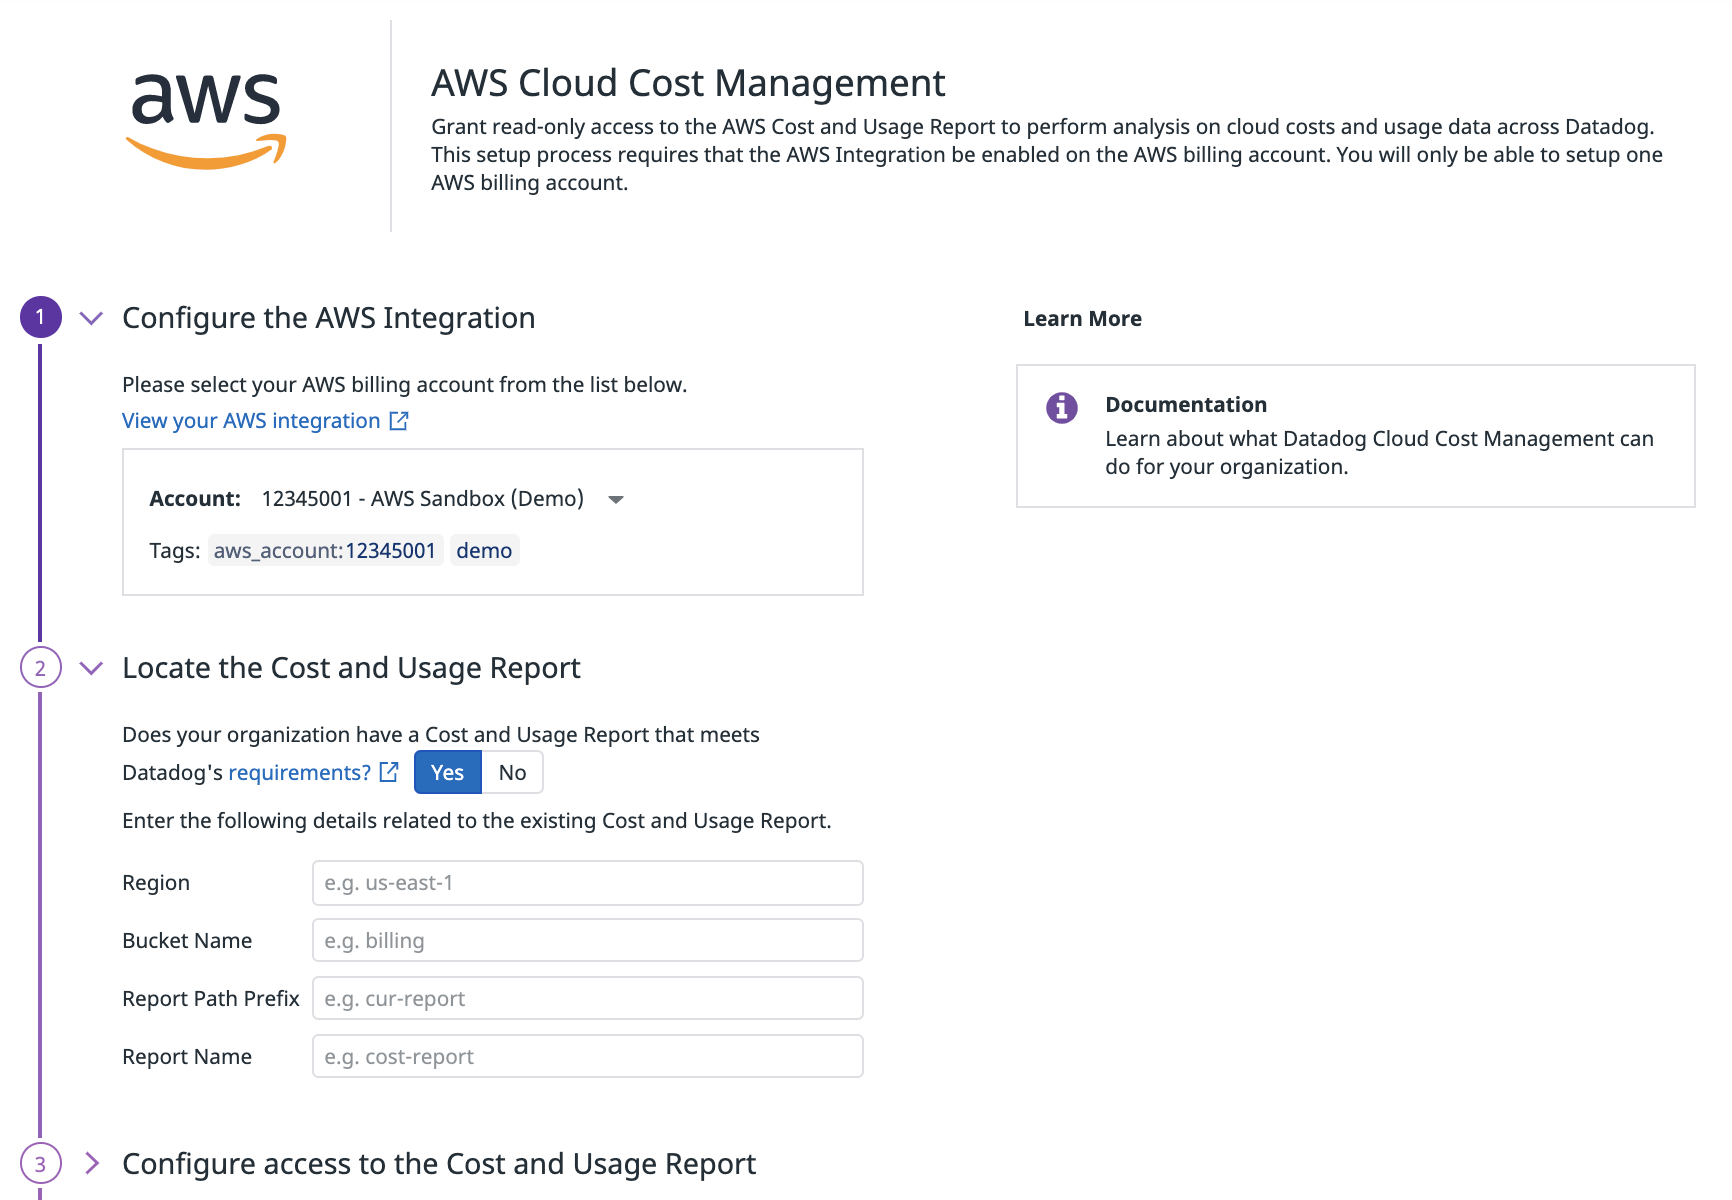 aws
AWS Cloud Cost Management
Grant read-only access to the AWS Cost and Usage Report to perform analysis on cloud costs and usage data across Datadog.
This setup process requires that the AWS Integration be enabled on the AWS billing account. You will only be able to setup one
AWS billing account.
1 Configure the AWS Integration
Please select your AWS billing account from the list below.
View your AWS integration
Account: 12345001 - AWS Sandbox (Demo)
Tags: aws_account:12345001 demo
Learn More
Documentation
Learn about what Datadog Cloud Cost Management can
do for your organization.
2 Locate the Cost and Usage Report
Does your organization have a Cost and Usage Report that meets
Datadog's requirements? Yes No
Enter the following details related to the existing Cost and Usage Report.
Region e.g. us-east-1
Bucket Name e.g. billing
Report Path Prefix e.g. cur-report
Report Name e.g. cost-report
3 Configure access to the Cost and Usage Report